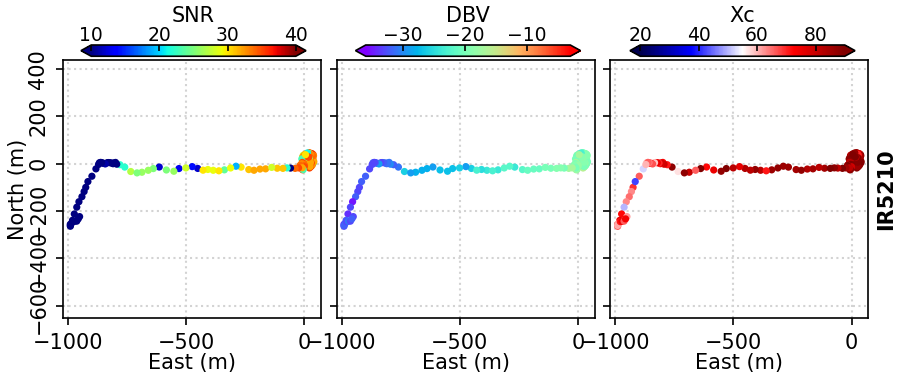 SNR DBV Xc
10 20 30 40 −30 −20 −10 20 40 60 80
400
200
0
−200
−400
−600
North (m)
IR5210
−1000 −500 0 −1000 −500 0 −1000 −500 0
East (m) East (m) East (m)